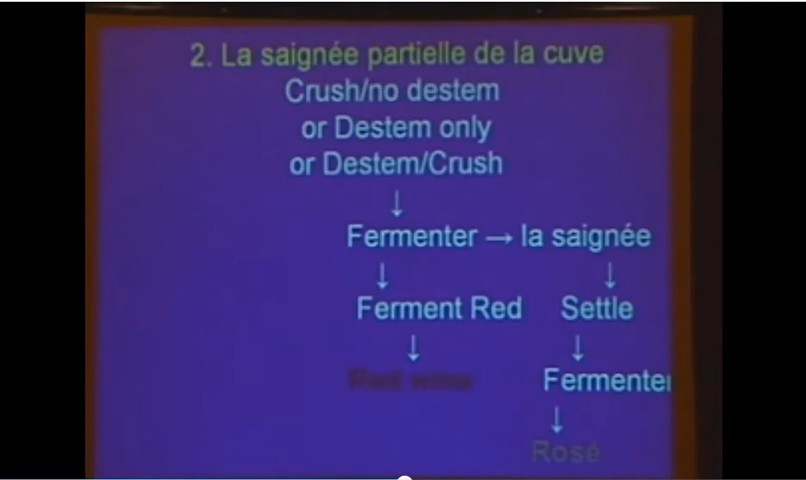 2. La saignée partielle de la cuve
Crush/no destem
or Destem only
or Destem/Crush
↓
Fermenter → la saignée
↓ ↓
Ferment Red Settle
↓ ↓
Red wine Fermenter
↓
Rosé